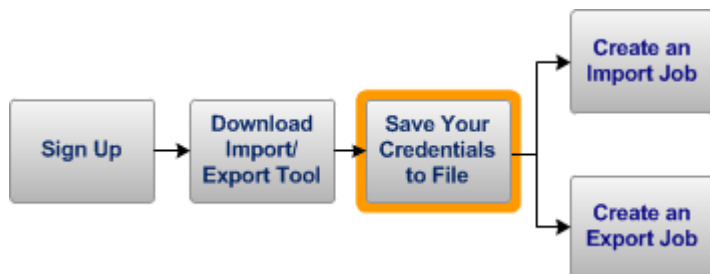 Sign Up
Download
Import/
Export Tool
Save Your
Credentials
to File
Create an
Import Job
Create an
Export Job